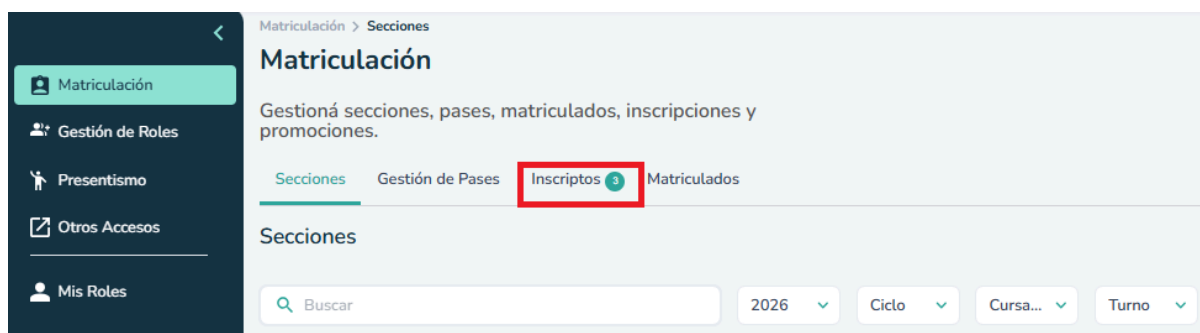 Matriculación
Gestión de Roles
Presentismo
Otros Accesos
Mis Roles
Matriculación > Secciones
Matriculación
Gestioná secciones, pases, matriculados, inscripciones y
promociones.
Secciones Gestión de Pases Inscriptos 3 Matriculados
Secciones
Buscar 2026 Ciclo Cursa... Turno